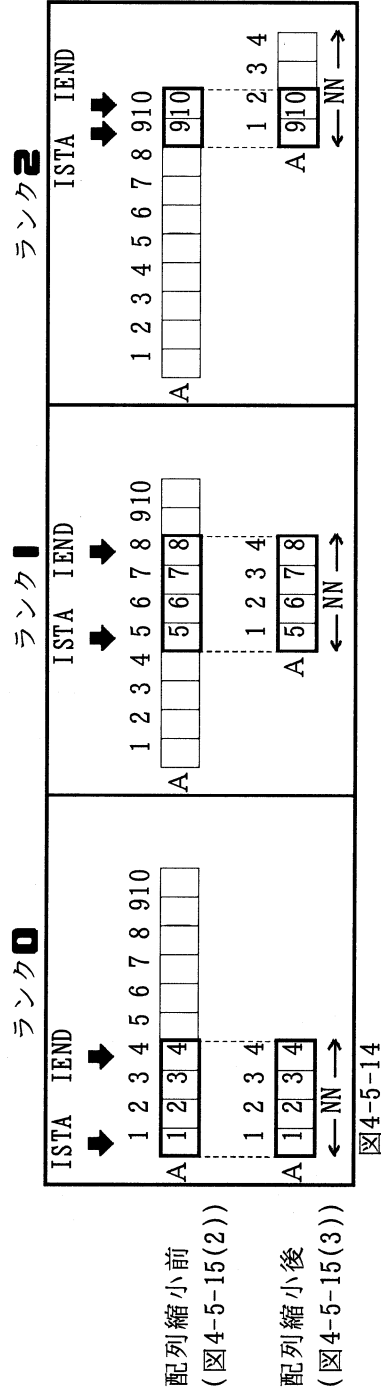 ランク0 ランク1 ランク2
ISTA IEND ISTA IEND ISTA IEND
1 2 3 4 5 6 7 8 9 10 1 2 3 4 5 6 7 8 9 10 1 2 3 4 5 6 7 8 9 10
配列縮小前 A 1 2 3 4 A 5 6 7 8 A 9 10
(図4-5-15(2))
1 2 3 4 1 2 3 4 1 2 3 4
配列縮小後 A 1 2 3 4 A 5 6 7 8 A 9 10
(図4-5-15(3)) ←NN→ ←NN→ ←NN→
図4-5-14